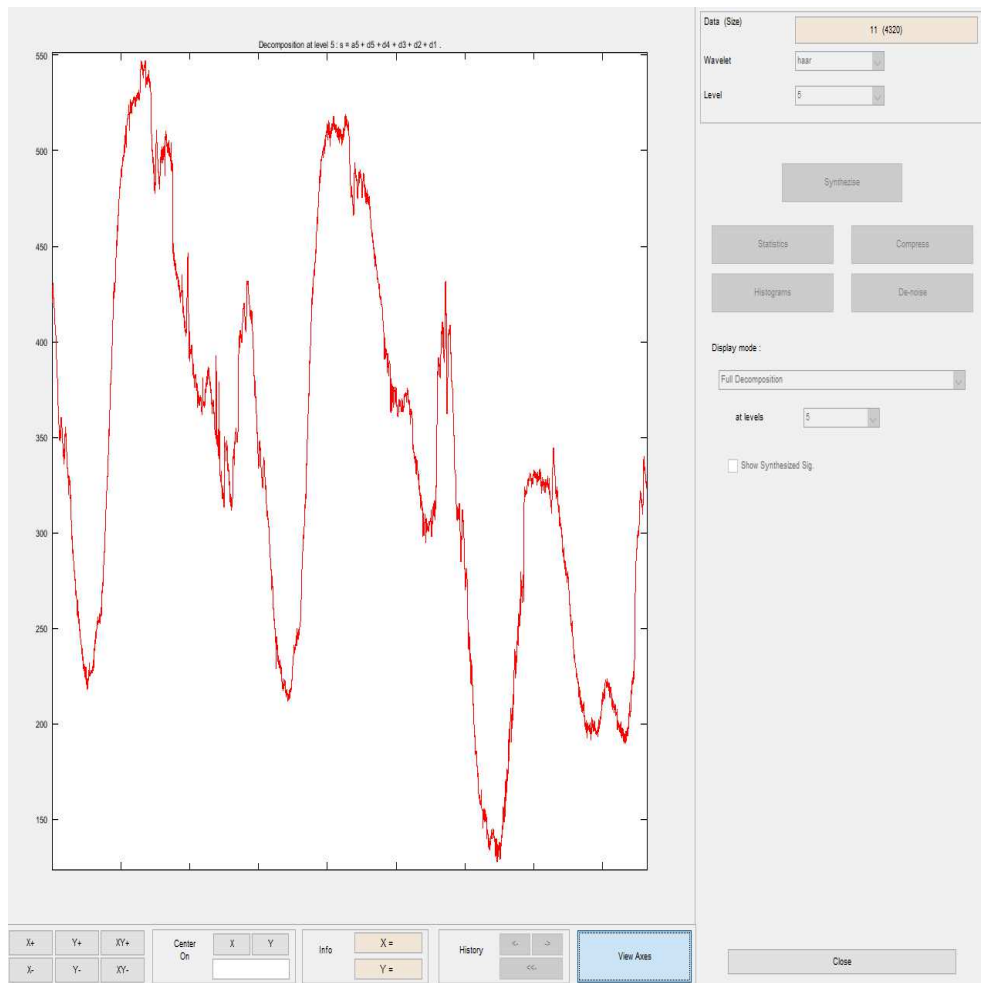 Decomposition at level 5 : s = a5 + d5 + d4 + d3 + d2 + d1 .
550
500
450
400
350
300
250
200
150
Data (Size)
11 (4320)
Wavelet
haar
Level
5
Synthezise
Statistics
Compress
Histograms
De-noise
Display mode :
Full Decomposition
at levels
5
Show Synthesized Sig.
X+
Y+
XY+
X-
Y-
XY-
Center
On
X
Y
Info
X =
Y =
History
<-
->
<<-
View Axes
Close